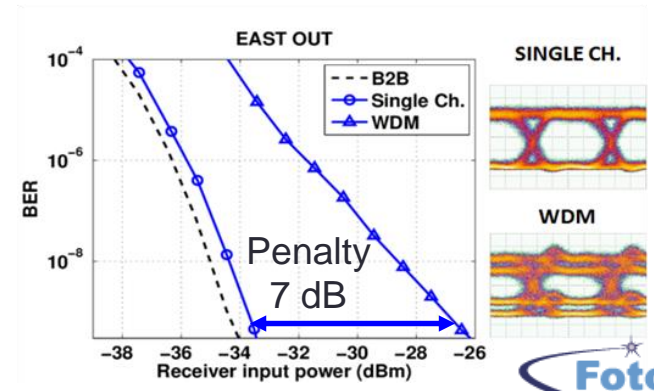 EAST OUT
SINGLE CH.
B2B
Single Ch.
WDM
10⁻⁴
10⁻⁶
10⁻⁸
BER
Penalty
7 dB
WDM
−38 −36 −34 −32 −30 −28 −26
Receiver input power (dBm)
Foto